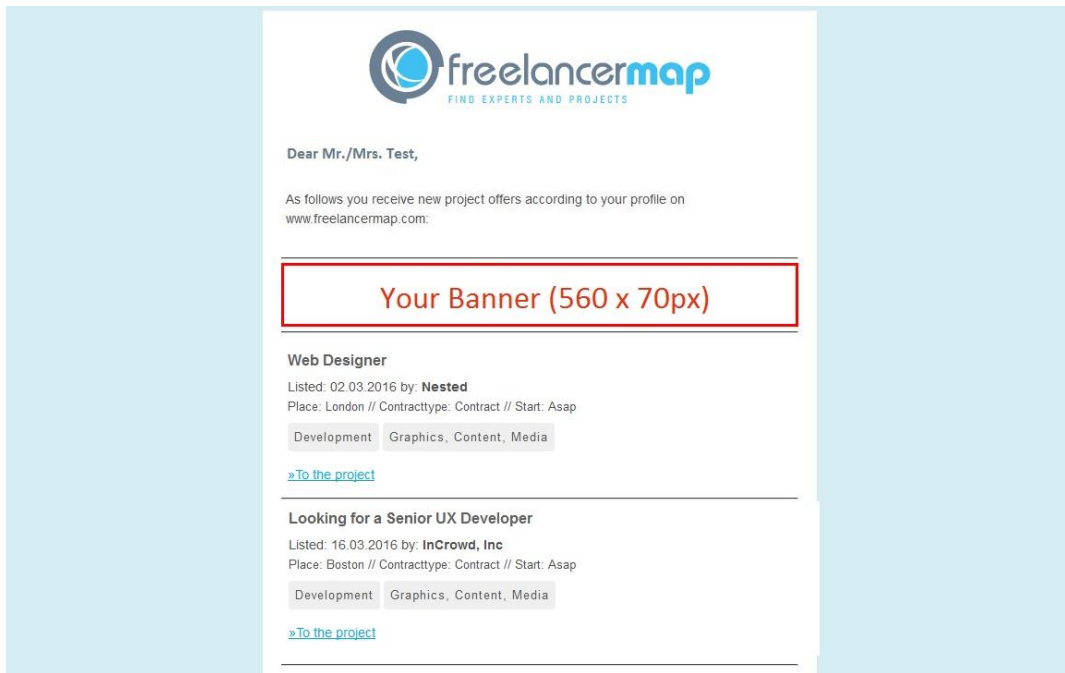 freelancermap
FIND EXPERTS AND PROJECTS
Dear Mr./Mrs. Test,
As follows you receive new project offers according to your profile on
www.freelancermap.com:
Your Banner (560 x 70px)
Web Designer
Listed: 02.03.2016 by: Nested
Place: London // Contracttype: Contract // Start: Asap
Development Graphics, Content, Media
»To the project
Looking for a Senior UX Developer
Listed: 16.03.2016 by: InCrowd, Inc
Place: Boston // Contracttype: Contract // Start: Asap
Development Graphics, Content, Media
»To the project